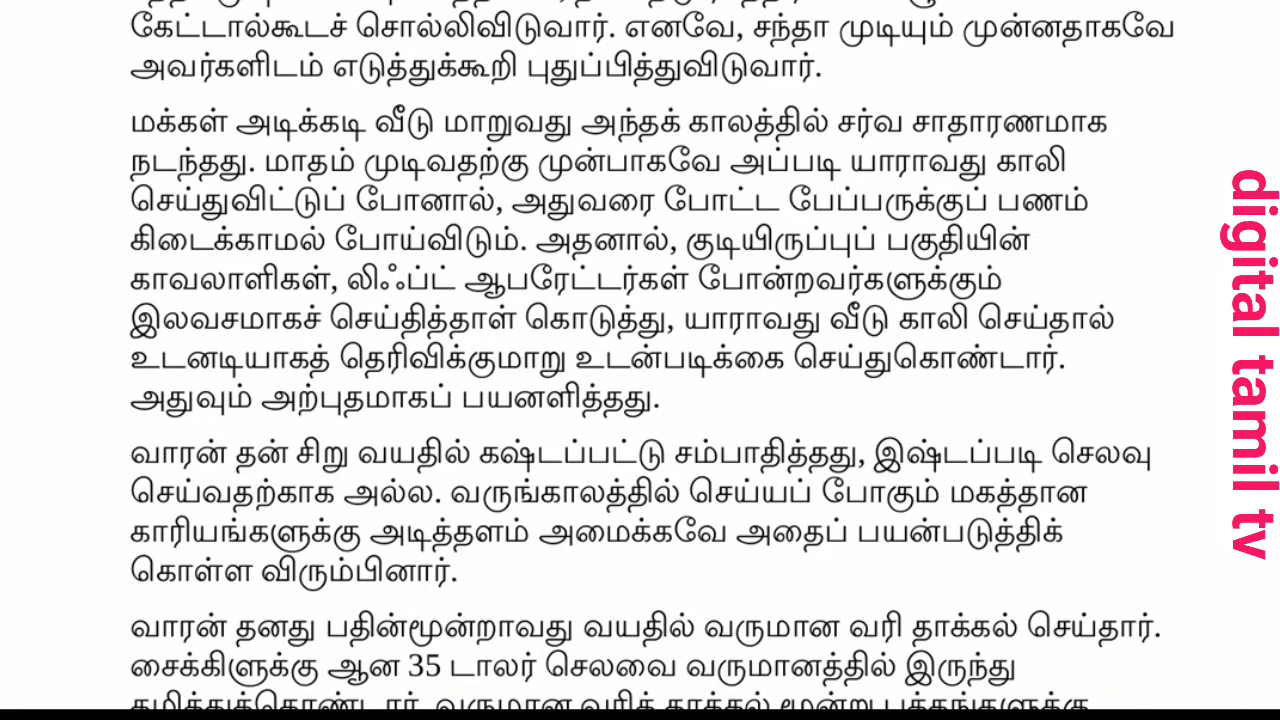 கேட்டால்கூடச் சொல்லிவிடுவார். எனவே, சந்தா முடியும் முன்னதாகவே
அவர்களிடம் எடுத்துக்கூறி புதுப்பித்துவிடுவார்.
மக்கள் அடிக்கடி வீடு மாறுவது அந்தக் காலத்தில் சர்வ சாதாரணமாக
நடந்தது. மாதம் முடிவதற்கு முன்பாகவே அப்படி யாராவது காலி
செய்துவிட்டுப் போனால், அதுவரை போட்ட பேப்பருக்குப் பணம்
கிடைக்காமல் போய்விடும். அதனால், குடியிருப்புப் பகுதியின்
காவலாளிகள், லிஃப்ட் ஆபரேட்டர்கள் போன்றவர்களுக்கும்
இலவசமாகச் செய்தித்தாள் கொடுத்து, யாராவது வீடு காலி செய்தால்
உடனடியாகத் தெரிவிக்குமாறு உடன்படிக்கை செய்துகொண்டார்.
அதுவும் அற்புதமாகப் பயனளித்தது.
வாரன் தன் சிறு வயதில் கஷ்டப்பட்டு சம்பாதித்தது, இஷ்டப்படி செலவு
செய்வதற்காக அல்ல. வருங்காலத்தில் செய்யப் போகும் மகத்தான
காரியங்களுக்கு அடித்தளம் அமைக்கவே அதைப் பயன்படுத்திக்
கொள்ள விரும்பினார்.
வாரன் தனது பதின்மூன்றாவது வயதில் வருமான வரி தாக்கல் செய்தார்.
சைக்கிளுக்கு ஆன 35 டாலர் செலவை வருமானத்தில் இருந்து
digital tamil tv